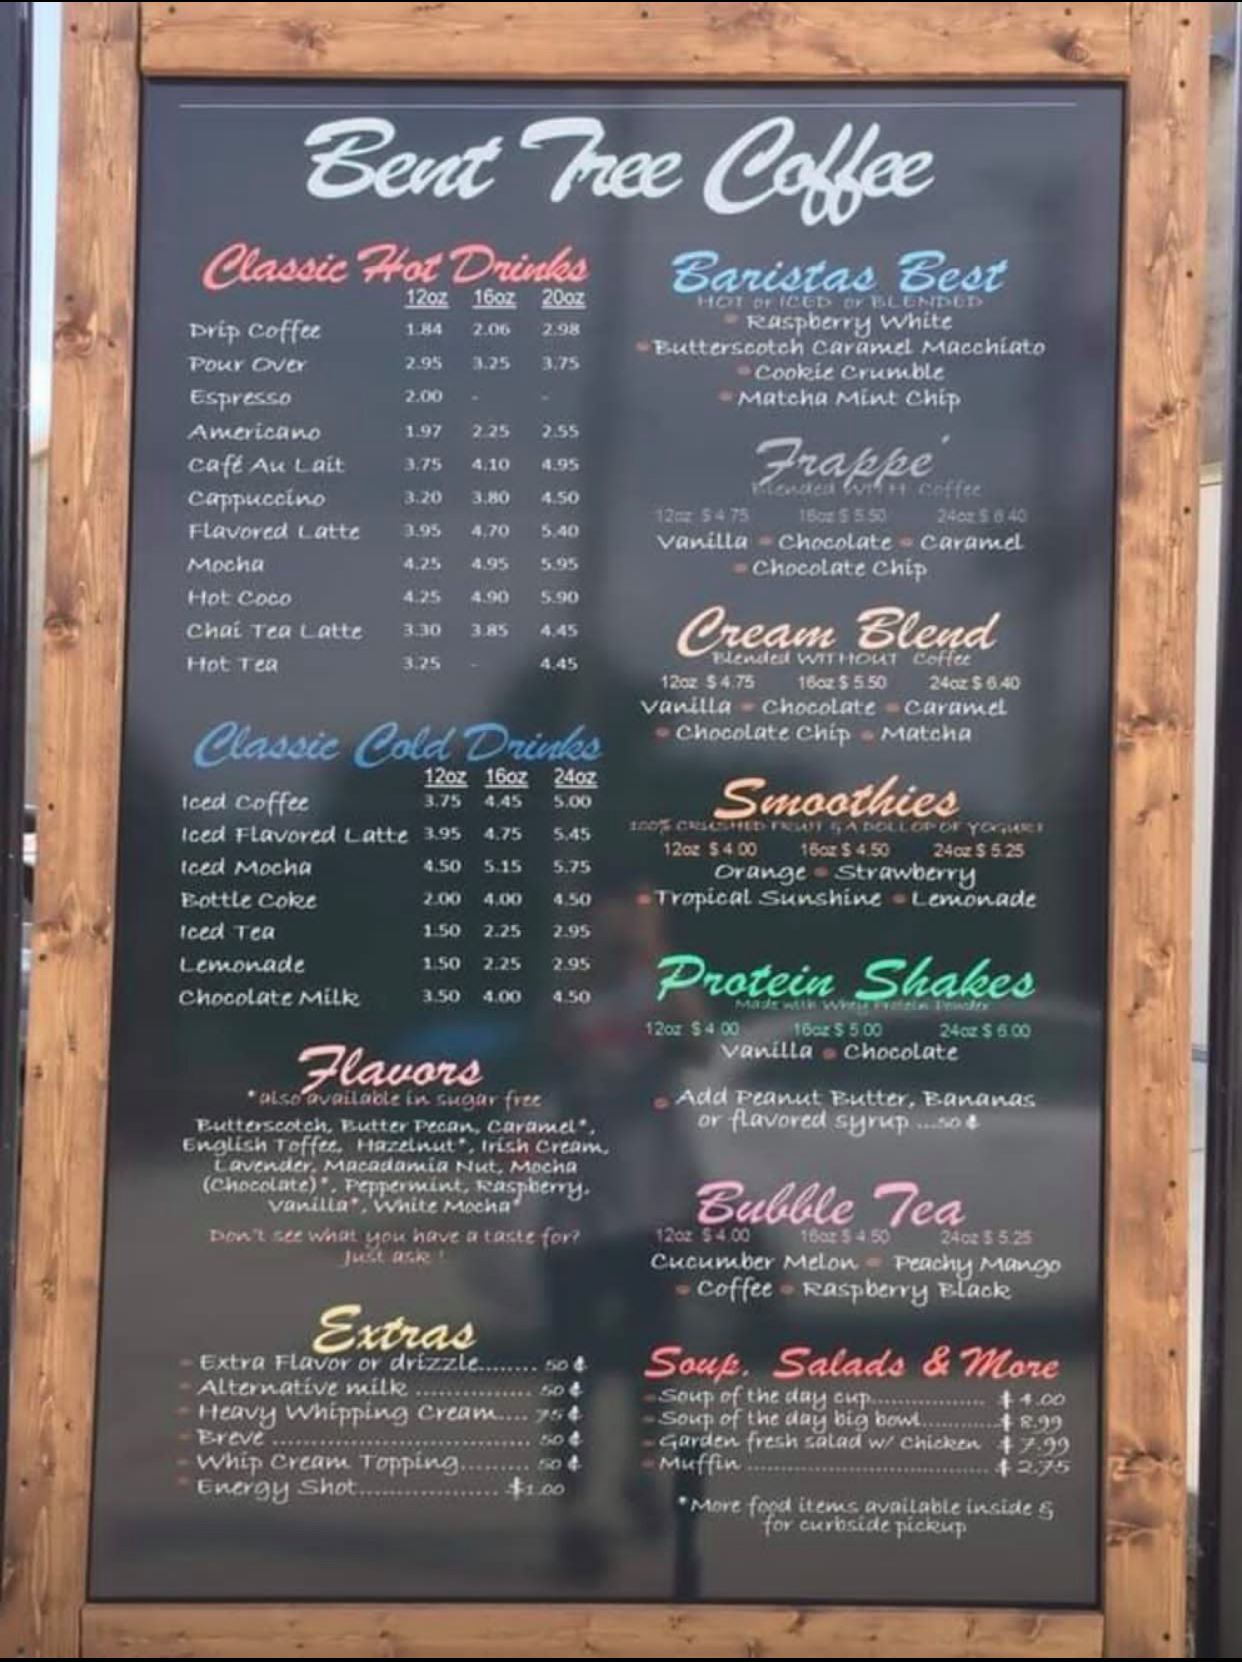 Bent Tree Coffee
Classic Hot Drinks
12oz 16oz 20oz
Drip Coffee 1.84 2.06 2.98
Pour Over 2.95 3.25 3.75
Espresso 2.00 - -
Americano 1.97 2.25 2.55
Café Au Lait 3.75 4.10 4.95
Cappuccino 3.20 3.80 4.50
Flavored Latte 3.95 4.70 5.40
Mocha 4.25 4.95 5.95
Hot Coco 4.25 4.90 5.90
Chai Tea Latte 3.30 3.85 4.45
Hot Tea 3.25 - 4.45
Classic Cold Drinks
12oz 16oz 24oz
Iced Coffee 3.75 4.45 5.00
Iced Flavored Latte 3.95 4.75 5.45
Iced Mocha 4.50 5.15 5.75
Bottle Coke 2.00 4.00 4.50
Iced Tea 1.50 2.25 2.95
Lemonade 1.50 2.25 2.95
Chocolate Milk 3.50 4.00 4.50
Flavors
*also available in sugar free
Butterscotch, Butter Pecan, Caramel*,
English Toffee, Hazelnut*, Irish Cream,
Lavender, Macadamia Nut, Mocha
(Chocolate)*, Peppermint, Raspberry,
Vanilla*, White Mocha*
Don't see what you have a taste for?
Just ask !
Extras
Extra Flavor or drizzle........ 50¢
Alternative milk ............... 50¢
Heavy Whipping Cream.... 75¢
Breve ................................. 50¢
Whip Cream Topping......... 50¢
Energy Shot.................. $1.00
Baristas Best
HOT or ICED or BLENDED
Raspberry White
Butterscotch Caramel Macchiato
Cookie Crumble
Matcha Mint Chip
Frappe´
Blended WITH Coffee
12oz $ 4.75 16oz $ 5.50 24oz $ 6.40
Vanilla Chocolate Caramel
Chocolate Chip
Cream Blend
Blended WITHOUT Coffee
12oz $ 4.75 16oz $ 5.50 24oz $ 6.40
Vanilla Chocolate Caramel
Chocolate Chip Matcha
Smoothies
100% CRUSHED FRUIT & A DOLLOP OF YOGURT
12oz $ 4.00 16oz $ 4.50 24oz $ 5.25
Orange Strawberry
Tropical Sunshine Lemonade
Protein Shakes
Made with Whey Protein Powder
12oz $ 4.00 16oz $ 5.00 24oz $ 6.00
Vanilla Chocolate
Add Peanut Butter, Bananas
or flavored syrup ...50¢
Bubble Tea
12oz $ 4.00 16oz $ 4.50 24oz $ 5.25
Cucumber Melon Peachy Mango
Coffee Raspberry Black
Soup, Salads & More
Soup of the day cup.................. $ 4.00
Soup of the day big bowl............ $ 8.99
Garden fresh salad w/ Chicken $ 7.99
Muffin ..................................... $ 2.75
*More food items available inside &
for curbside pickup